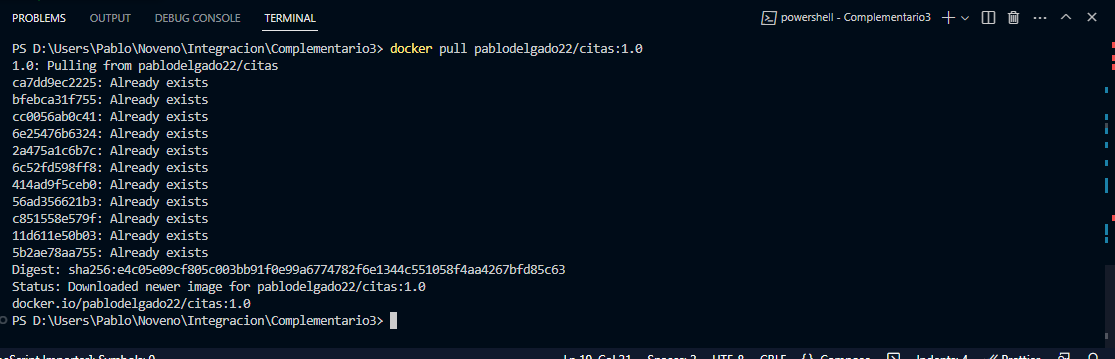 PROBLEMS OUTPUT DEBUG CONSOLE TERMINAL powershell - Complementario3
PS D:\Users\Pablo\Noveno\Integracion\Complementario3> docker pull pablodelgado22/citas:1.0
1.0: Pulling from pablodelgado22/citas
ca7dd9ec2225: Already exists
bfebca31f755: Already exists
cc0056ab0c41: Already exists
6e25476b6324: Already exists
2a475a1c6b7c: Already exists
6c52fd598ff8: Already exists
414ad9f5ceb0: Already exists
56ad356621b3: Already exists
c851558e579f: Already exists
11d611e50b03: Already exists
5b2ae78aa755: Already exists
Digest: sha256:e4c05e09cf805c003bb91f0e99a6774782f6e1344c551058f4aa4267bfd85c63
Status: Downloaded newer image for pablodelgado22/citas:1.0
docker.io/pablodelgado22/citas:1.0
PS D:\Users\Pablo\Noveno\Integracion\Complementario3>